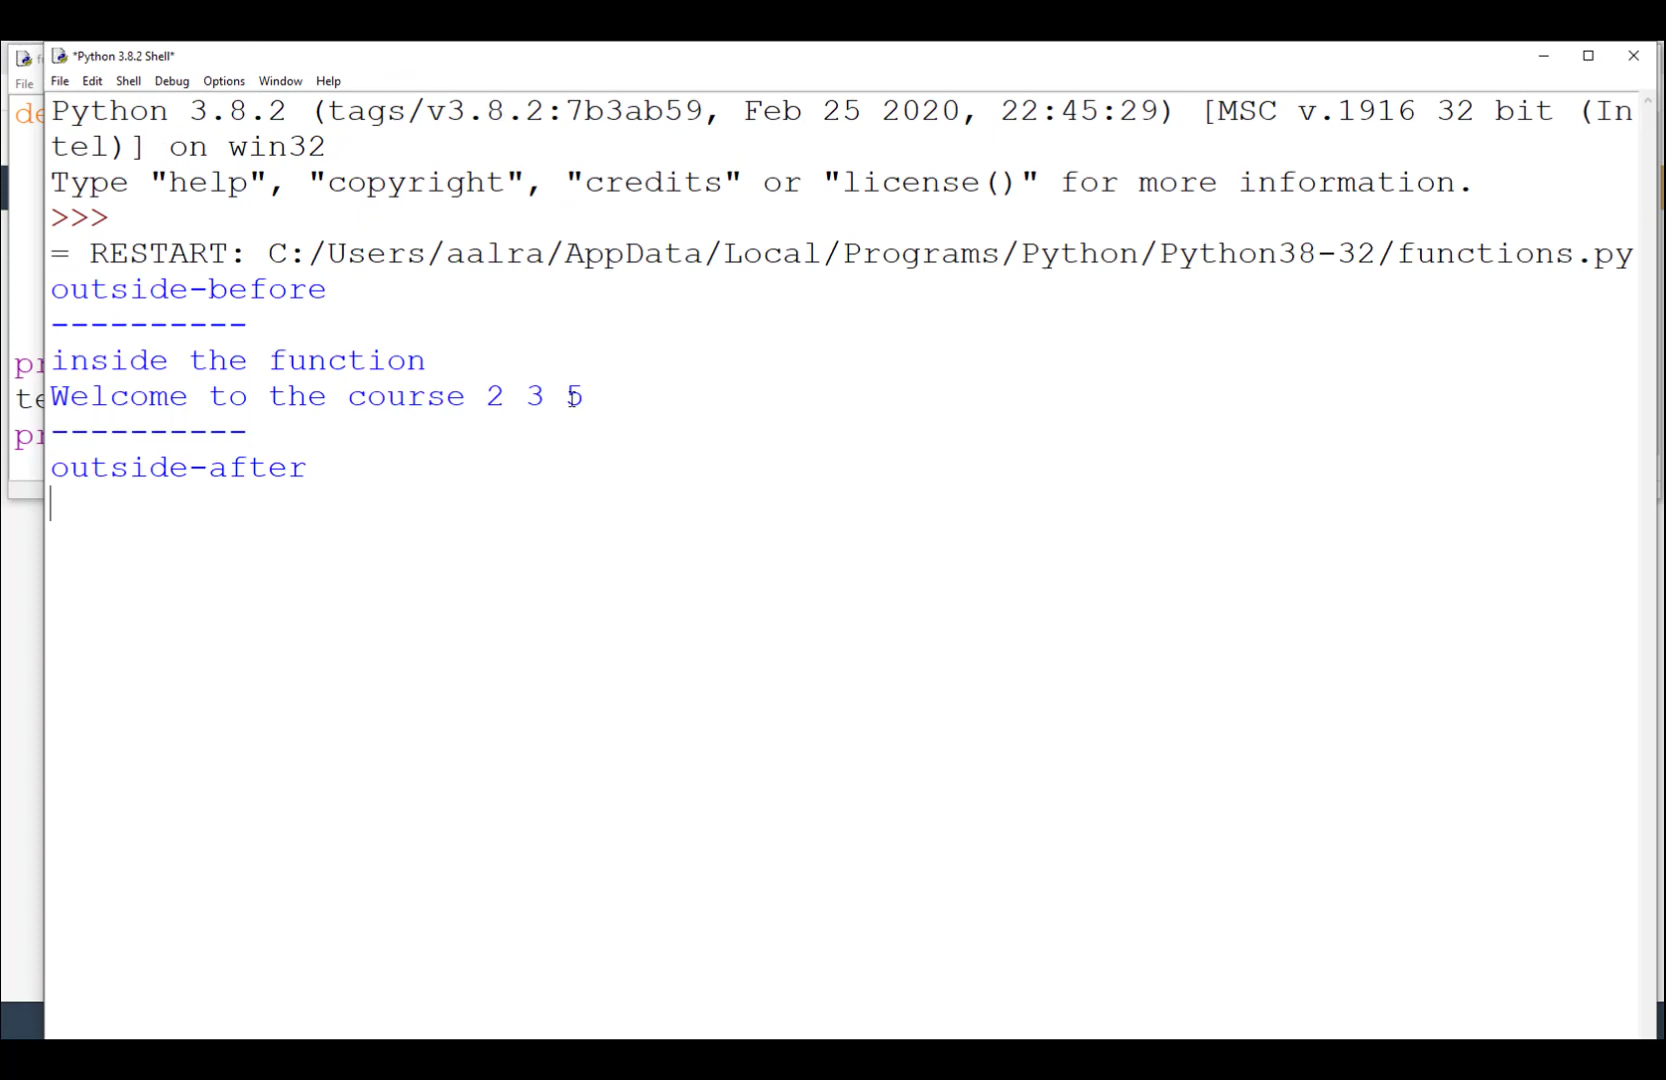 *Python 3.8.2 Shell*
File Edit Shell Debug Options Window Help
File
Python 3.8.2 (tags/v3.8.2:7b3ab59, Feb 25 2020, 22:45:29) [MSC v.1916 32 bit (In
tel)] on win32
Type "help", "copyright", "credits" or "license()" for more information.
>>>
= RESTART: C:/Users/aalra/AppData/Local/Programs/Python/Python38-32/functions.py
outside-before
----------
inside the function
Welcome to the course 2 3 5
----------
outside-after